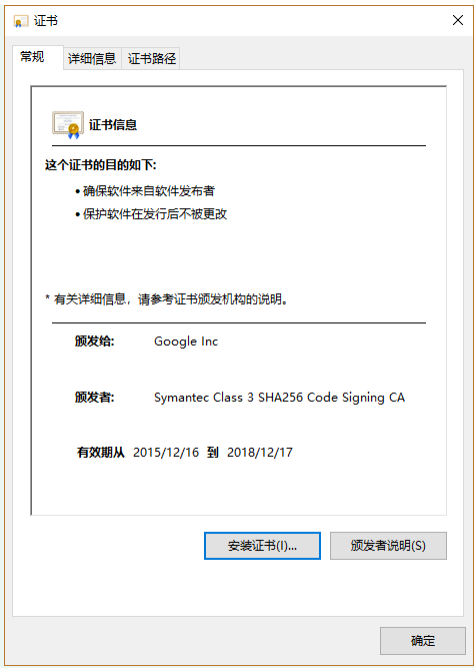 证书
常规 详细信息 证书路径
证书信息
这个证书的目的如下:
• 确保软件来自软件发布者
• 保护软件在发行后不被更改
* 有关详细信息，请参考证书颁发机构的说明。
颁发给: Google Inc
颁发者: Symantec Class 3 SHA256 Code Signing CA
有效期从 2015/12/16 到 2018/12/17
安装证书(I)... 颁发者说明(S)
确定